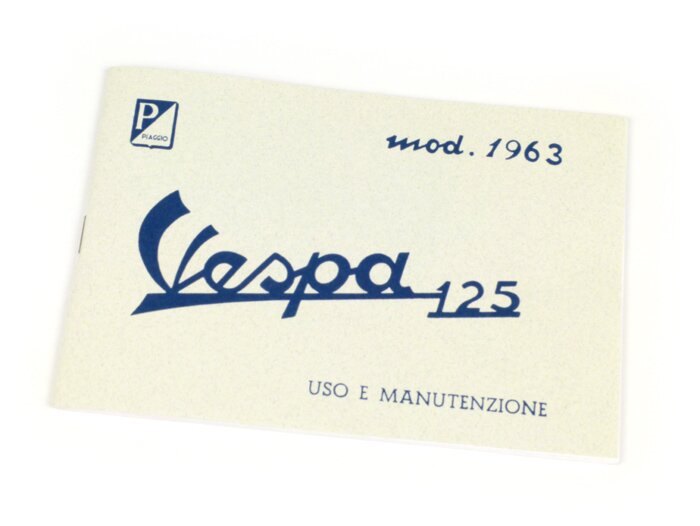 P
PIAGGIO
mod. 1963
Vespa 125
USO E MANUTENZIONE